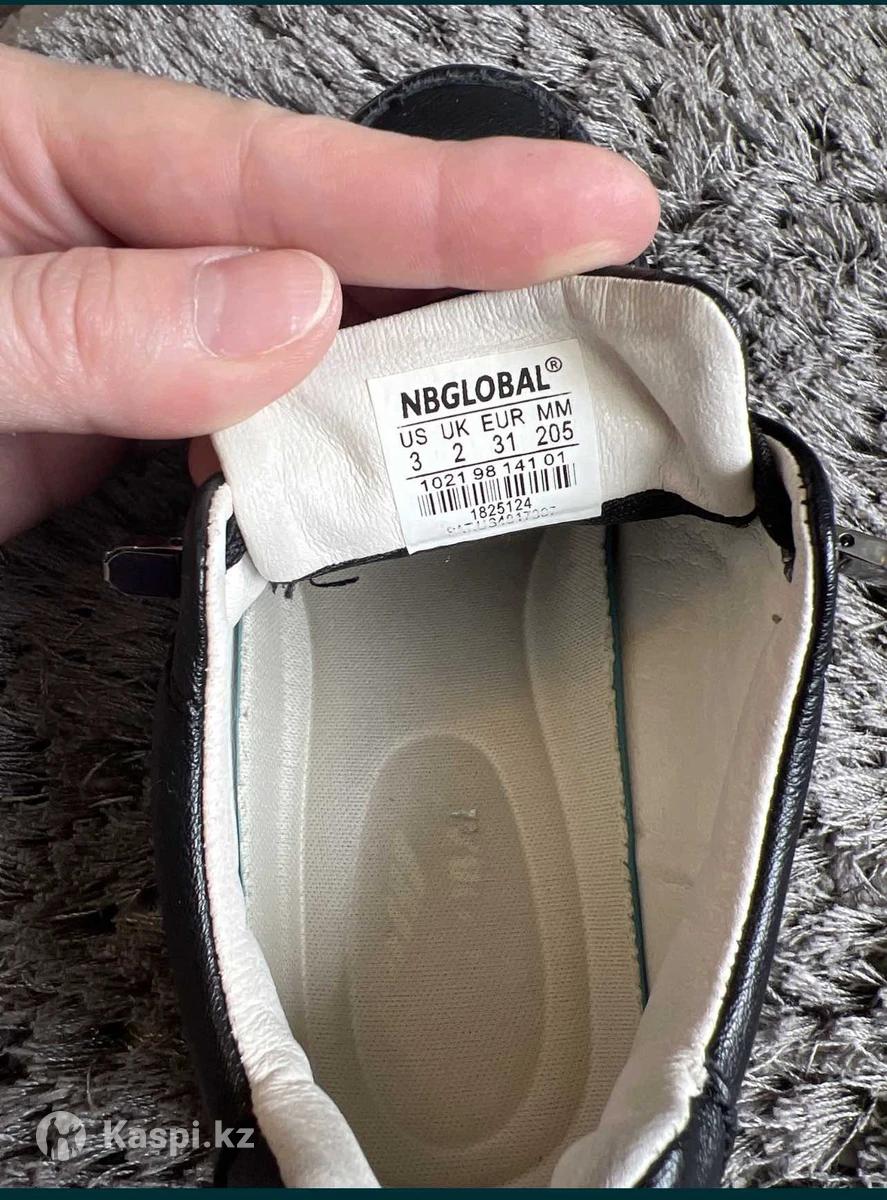 NBGLOBAL®
US UK EUR MM
3 2 31 205
1021 98 141 01
1825124
Kaspi.kz